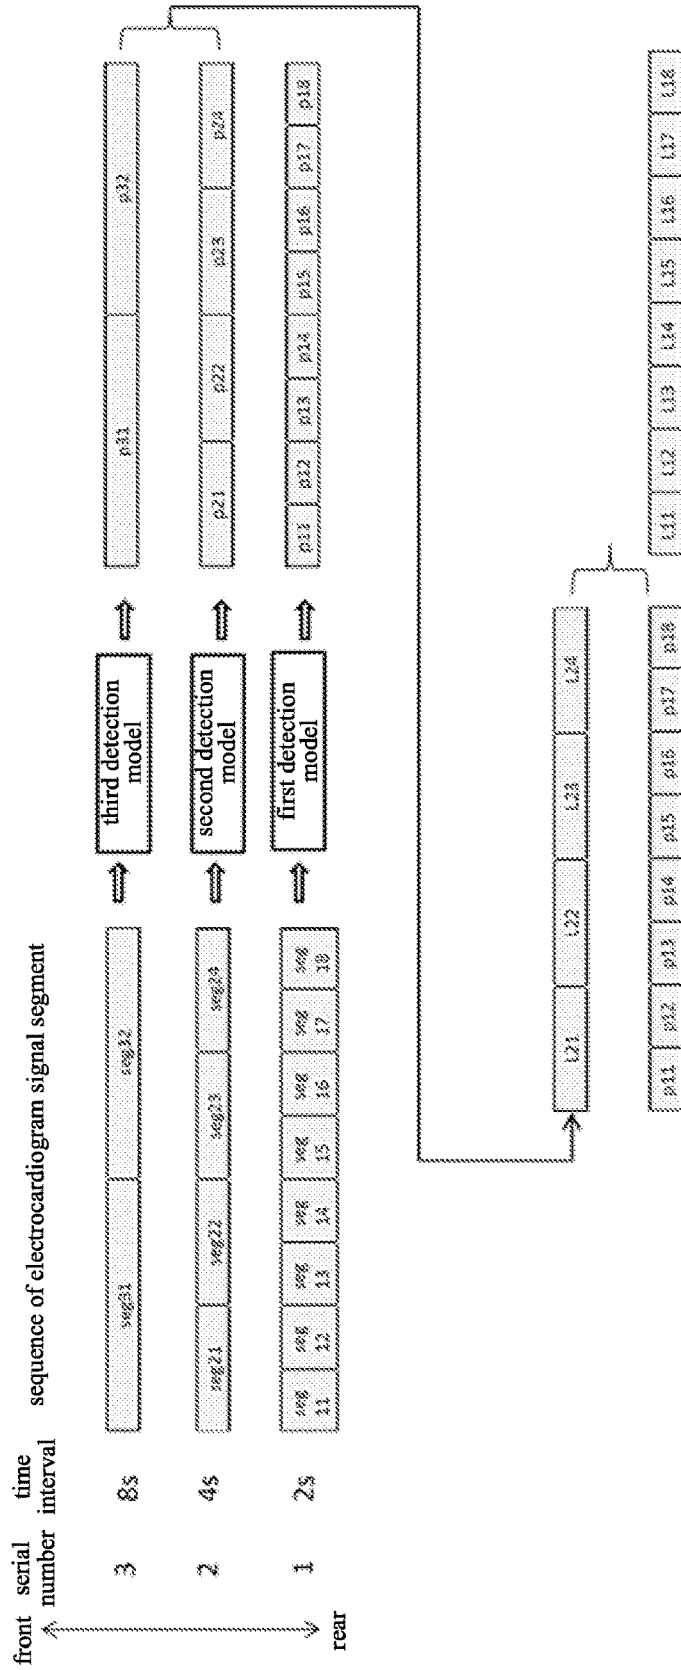 front
serial number
time interval
sequence of electrocardiogram signal segment
3
8s
seg31
seg32
third detection model
p31
p32
2
4s
seg21
seg22
seg23
seg24
second detection model
p21
p22
p23
p24
1
2s
seg 11
seg 12
seg 13
seg 14
seg 15
seg 16
seg 17
seg 18
first detection model
p11
p12
p13
p14
p15
p16
p17
p18
rear
L21
L22
L23
L24
p11
p12
p13
p14
p15
p16
p17
p18
L11
L12
L13
L14
L15
L16
L17
L18